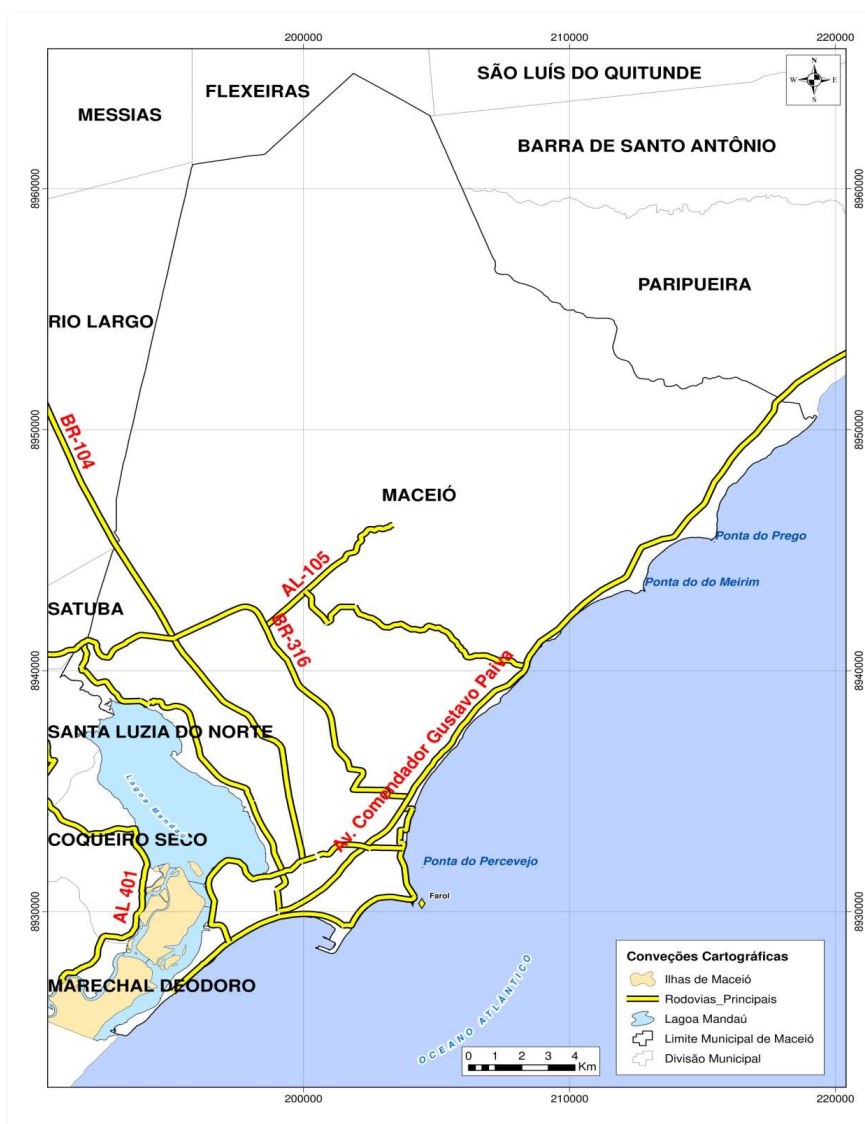 200000
210000
220000
SÃO LUÍS DO QUITUNDE
N
W
E
S
FLEXEIRAS
MESSIAS
BARRA DE SANTO ANTÔNIO
8960000
8960000
PARIPUEIRA
RIO LARGO
BR-104
8950000
8950000
MACEIÓ
Ponta do Prego
AL-105
Ponta do do Meirim
SATUBA
BR-316
8940000
8940000
Av. Comendador Gustavo Paiva
SANTA LUZIA DO NORTE
Lagoa Mandaú
COQUEIRO SECO
Ponta do Percevejo
AL 401
Farol
8930000
8930000
MARECHAL DEODORO
OCEANO ATLÂNTICO
Conveções Cartográficas
Ilhas de Maceió
Rodovias_Principais
Lagoa Mandaú
Limite Municipal de Maceió
Divisão Municipal
0 1 2 3 4
Km
200000
210000
220000